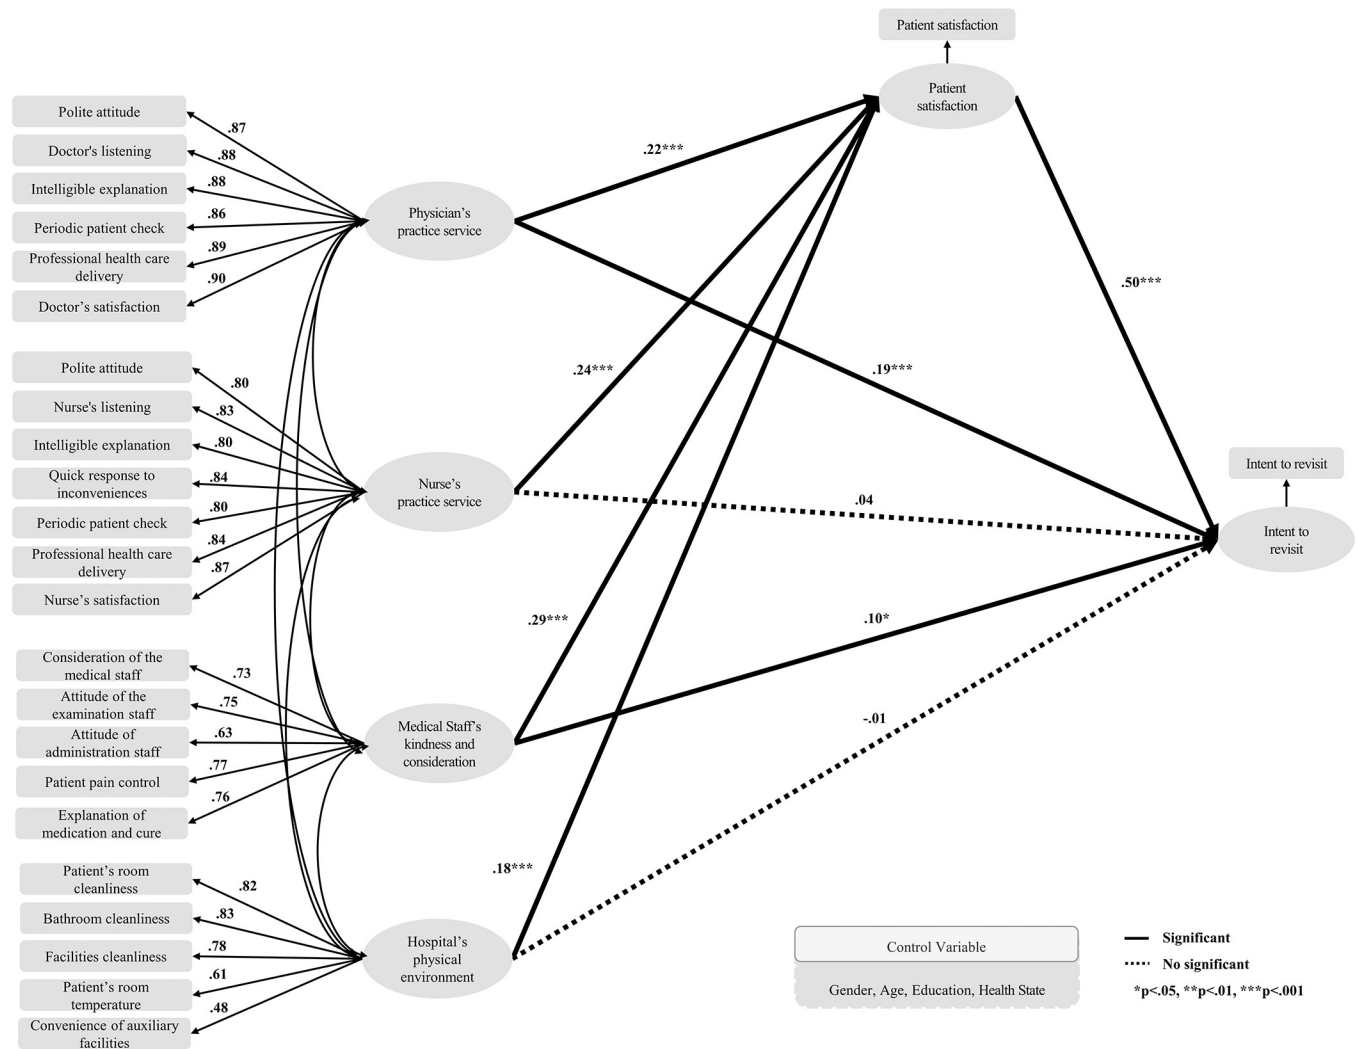 Patient satisfaction
Patient
satisfaction
Polite attitude
.87
Doctor's listening
.88
Intelligible explanation
.88
Periodic patient check
.86
Professional health care
delivery
.89
Doctor's satisfaction
.90
Physician's
practice service
.22***
.50***
.19***
Polite attitude
.80
Nurse's listening
.83
Intelligible explanation
.80
Quick response to
inconveniences
.84
Periodic patient check
.80
Professional health care
delivery
.84
Nurse's satisfaction
.87
Nurse's
practice service
.24***
.04
Intent to revisit
Intent to
revisit
Consideration of the
medical staff
.73
Attitude of the
examination staff
.75
Attitude of
administration staff
.63
Patient pain control
.77
Explanation of
medication and cure
.76
Medical Staff's
kindness and
consideration
.29***
.10*
-.01
Patient's room
cleanliness
.82
Bathroom cleanliness
.83
Facilities cleanliness
.78
Patient's room
temperature
.61
Convenience of auxiliary
facilities
.48
Hospital's
physical
environment
.18***
Control Variable
Gender, Age, Education, Health State
Significant
No significant
*p<.05, **p<.01, ***p<.001